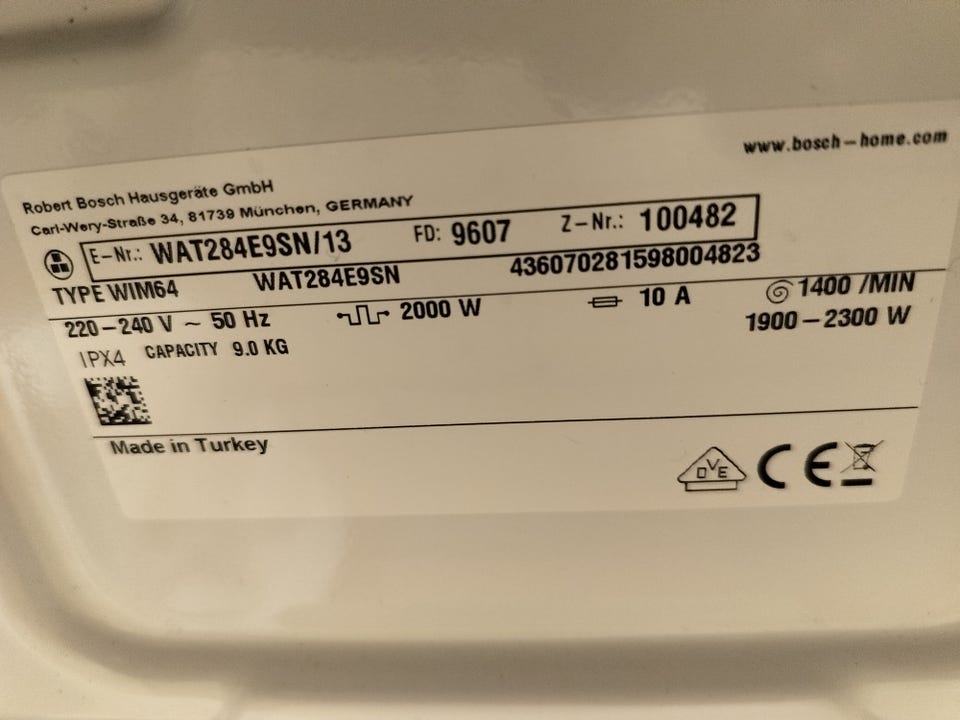 www.bosch-home.com
Robert Bosch Hausgeräte GmbH
Carl-Wery-Straße 34, 81739 München, GERMANY
E-Nr.: WAT284E9SN/13 FD: 9607 Z-Nr.: 100482
TYPE WIM64 WAT284E9SN 436070281598004823
220-240 V ~ 50 Hz 2000 W 10 A 1400 /MIN
1900-2300 W
IPX4 CAPACITY 9.0 KG
Made in Turkey
DVE CE